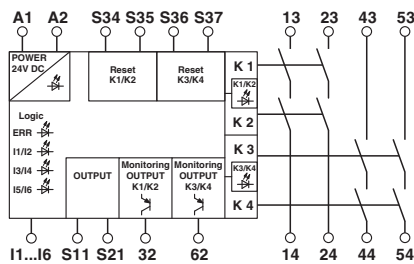 A1 A2 S34 S35 S36 S37 13 23 43 53
POWER
24V DC
Reset
K1/K2
Reset
K3/K4
K 1
K1/K2
K 2
Logic
ERR
I1/I2
I3/I4
I5/I6
OUTPUT
Monitoring
OUTPUT
K1/K2
Monitoring
OUTPUT
K3/K4
K 3
K3/K4
K 4
I1...I6 S11 S21 32 62 14 24 44 54